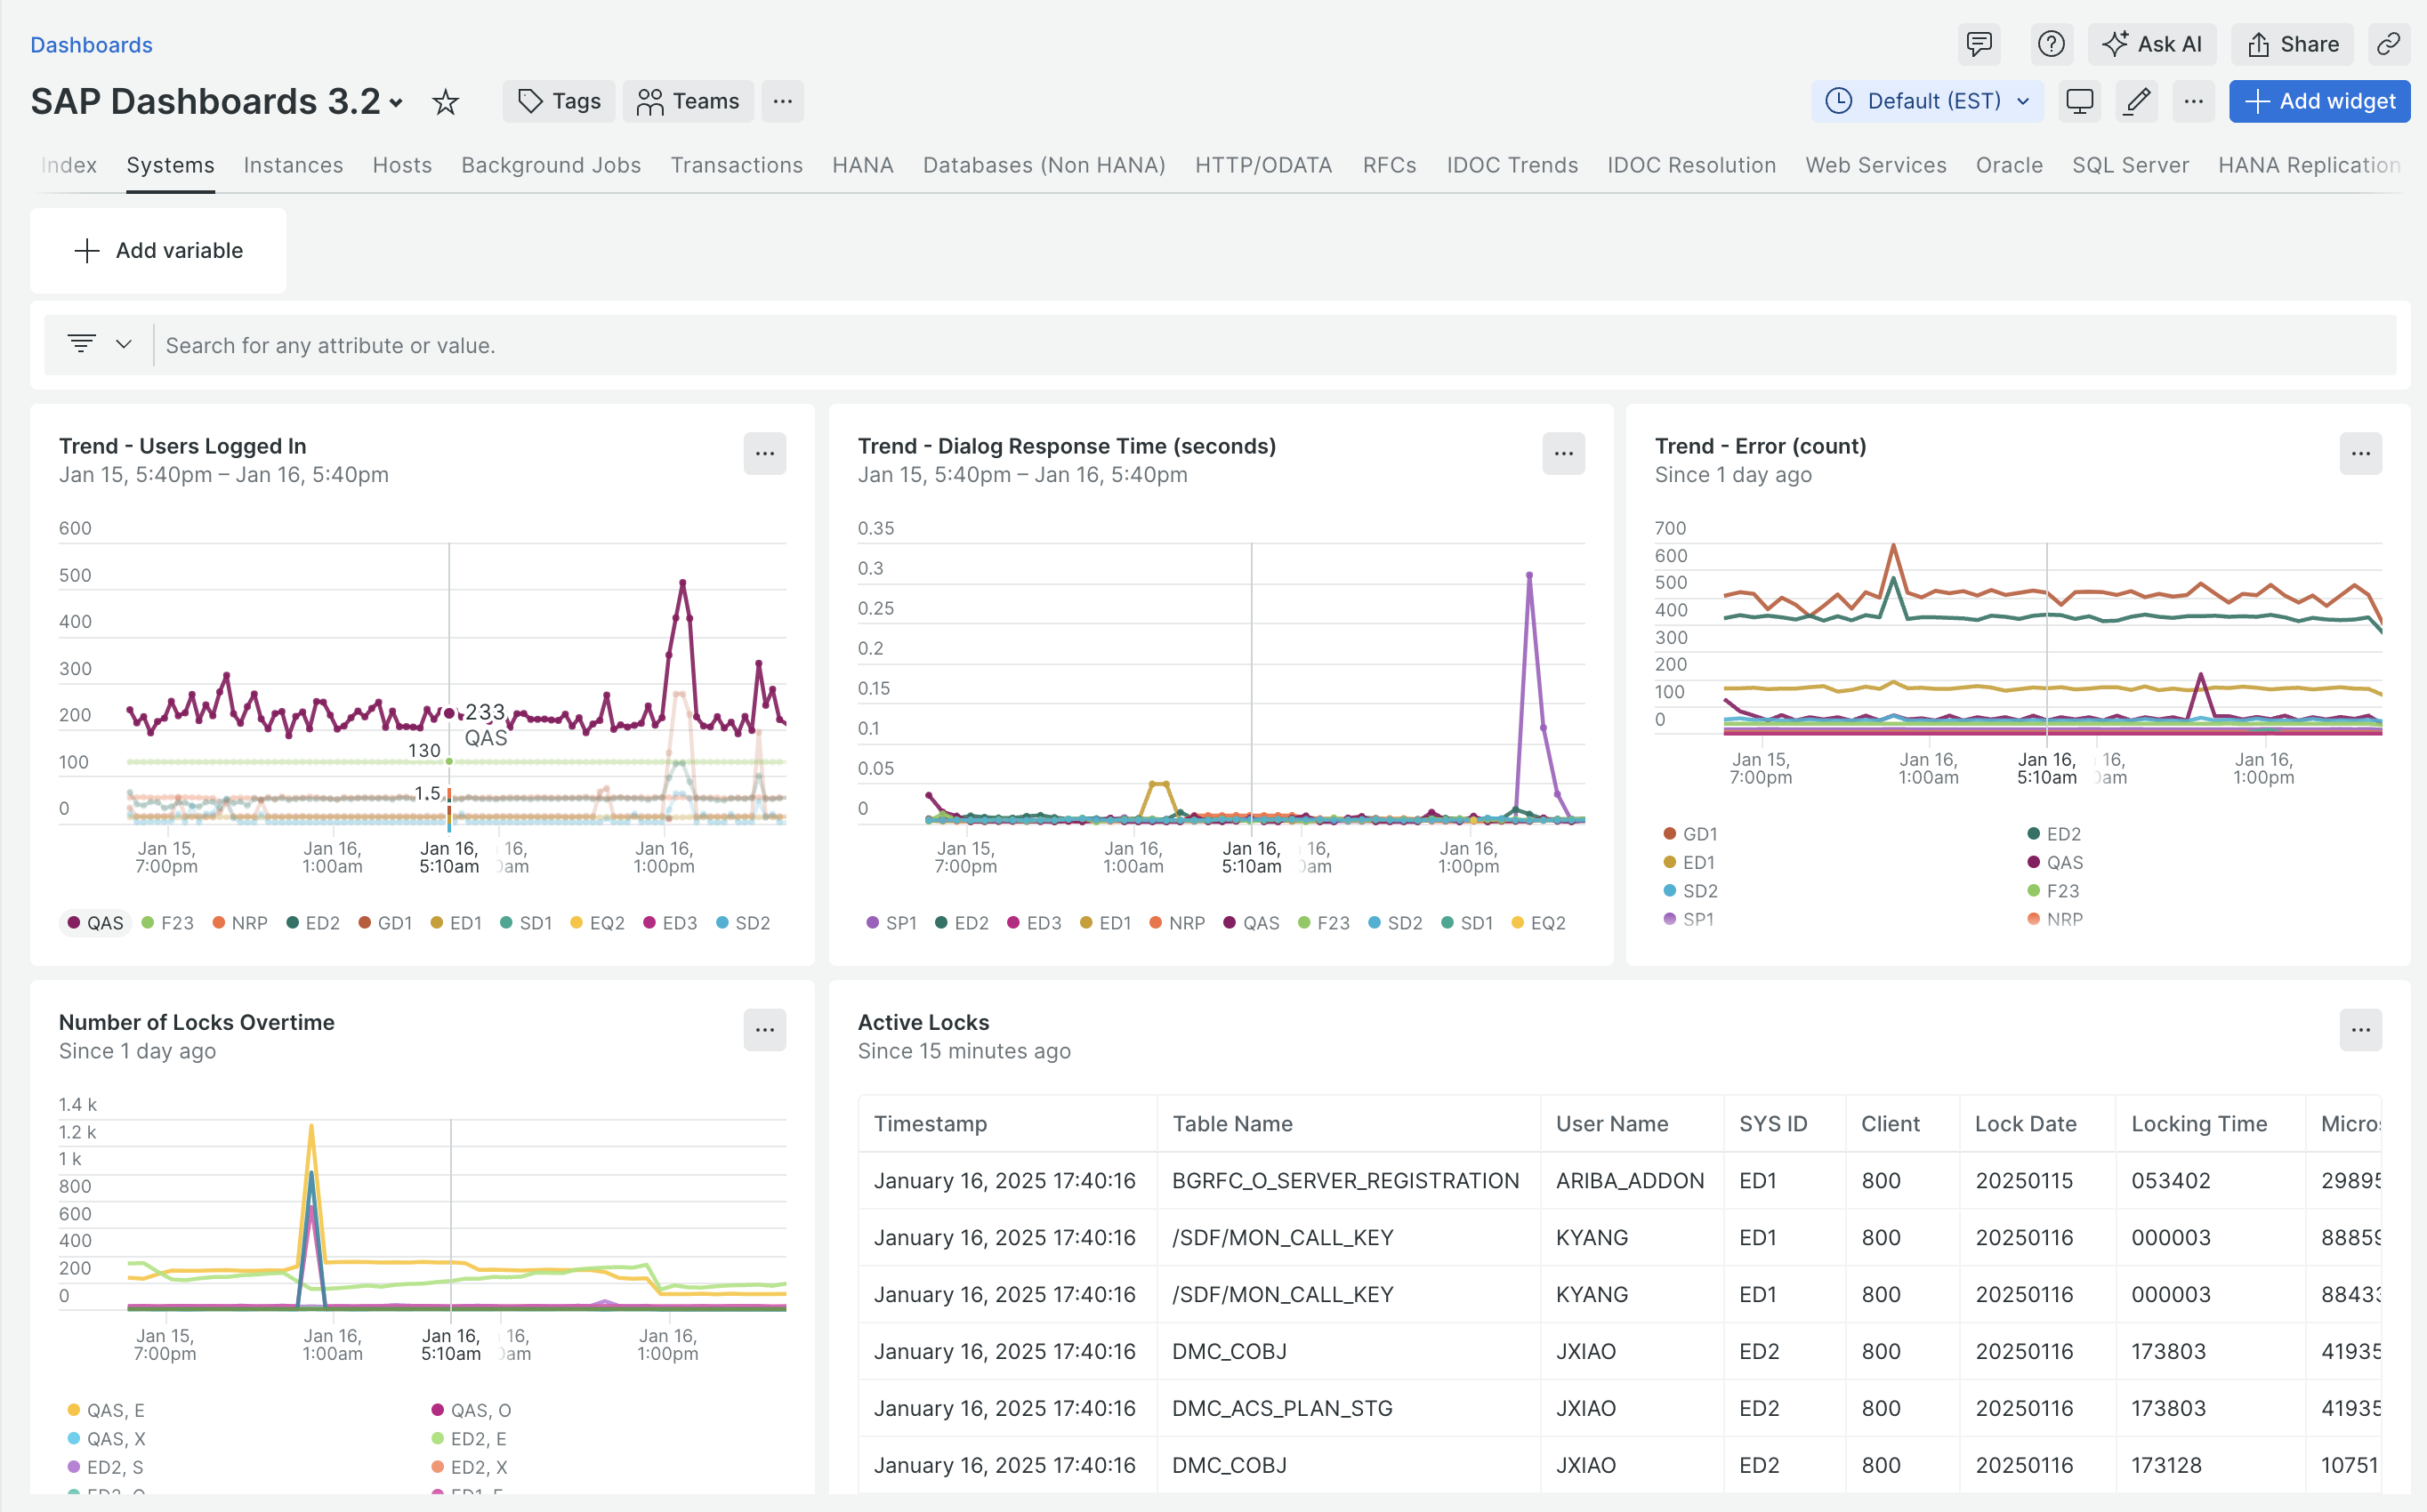 Dashboards
Ask AI
Share
SAP Dashboards 3.2
Tags
Teams
Default (EST)
Add widget
Index Systems Instances Hosts Background Jobs Transactions HANA Databases (Non HANA) HTTP/ODATA RFCs IDOC Trends IDOC Resolution Web Services Oracle SQL Server HANA Replication
Add variable
Search for any attribute or value.
Trend - Users Logged In
Jan 15, 5:40pm – Jan 16, 5:40pm
600
500
400
300
200
100
0
233
QAS
130
1.5
Jan 15, Jan 16, Jan 16, 16, Jan 16,
7:00pm 1:00am 5:10am am 1:00pm
QAS F23 NRP ED2 GD1 ED1 SD1 EQ2 ED3 SD2
Trend - Dialog Response Time (seconds)
Jan 15, 5:40pm – Jan 16, 5:40pm
0.35
0.3
0.25
0.2
0.15
0.1
0.05
0
Jan 15, Jan 16, Jan 16, 16, Jan 16,
7:00pm 1:00am 5:10am am 1:00pm
SP1 ED2 ED3 ED1 NRP QAS F23 SD2 SD1 EQ2
Trend - Error (count)
Since 1 day ago
700
600
500
400
300
200
100
0
Jan 15, Jan 16, Jan 16, 16, Jan 16,
7:00pm 1:00am 5:10am am 1:00pm
GD1 ED2
ED1 QAS
SD2 F23
SP1 NRP
Number of Locks Overtime
Since 1 day ago
1.4 k
1.2 k
1 k
800
600
400
200
0
Jan 15, Jan 16, Jan 16, 16, Jan 16,
7:00pm 1:00am 5:10am am 1:00pm
QAS, E QAS, O
QAS, X ED2, E
ED2, S ED2, X
Active Locks
Since 15 minutes ago
Timestamp Table Name User Name SYS ID Client Lock Date Locking Time Micro
January 16, 2025 17:40:16 BGRFC_O_SERVER_REGISTRATION ARIBA_ADDON ED1 800 20250115 053402 29895
January 16, 2025 17:40:16 /SDF/MON_CALL_KEY KYANG ED1 800 20250116 000003 88859
January 16, 2025 17:40:16 /SDF/MON_CALL_KEY KYANG ED1 800 20250116 000003 88433
January 16, 2025 17:40:16 DMC_COBJ JXIAO ED2 800 20250116 173803 41935
January 16, 2025 17:40:16 DMC_ACS_PLAN_STG JXIAO ED2 800 20250116 173803 41935
January 16, 2025 17:40:16 DMC_COBJ JXIAO ED2 800 20250116 173128 10751